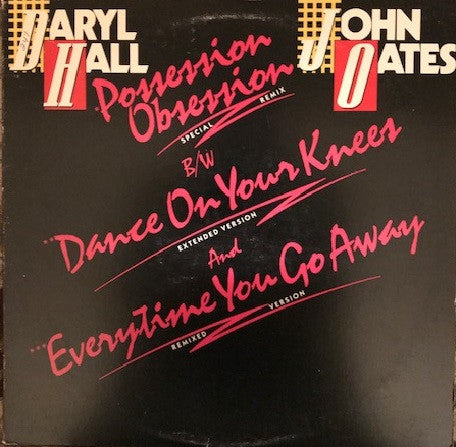 DARYL HALL
JOHN OATES
Possession
Obsession
SPECIAL REMIX
B/W
"Dance On Your Knees
EXTENDED VERSION
And
..."Everytime You Go Away
REMIXED VERSION